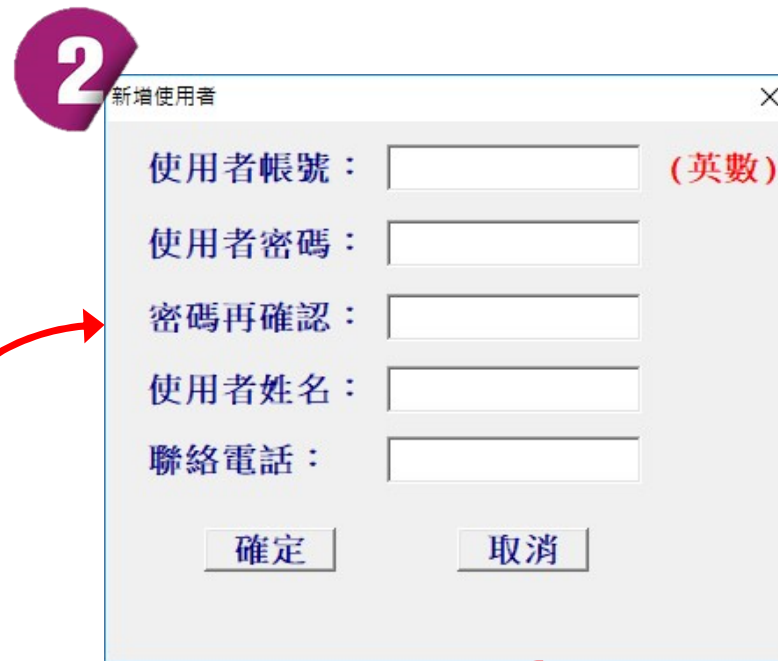 2
新增使用者
使用者帳號： (英數)
使用者密碼：
密碼再確認：
使用者姓名：
聯絡電話：
確定 取消